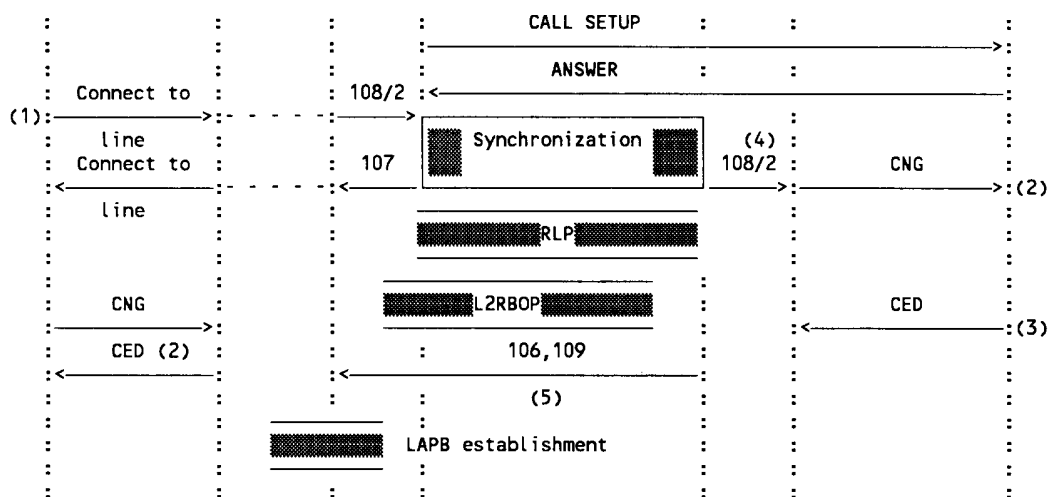 CALL SETUP
ANSWER
Connect to 108/2
(1)
line Synchronization (4)
Connect to 107 108/2 CNG
(2)
line
RLP
L2RBOP
CNG CED
(3)
CED (2) 106,109
(5)
LAPB establishment